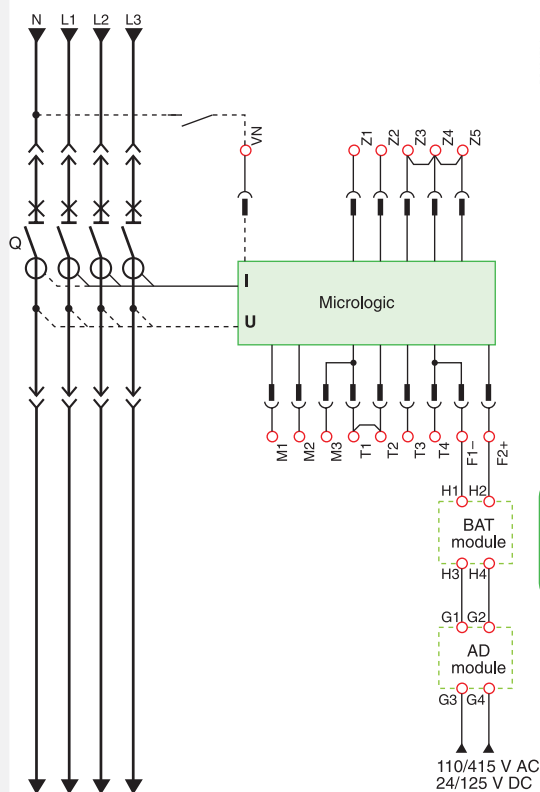 N L1 L2 L3
VN
Z1 Z2 Z3 Z4 Z5
Q
I
Micrologic
U
M1 M2 M3 T1 T2 T3 T4 F1– F2+
H1 H2
BAT
module
H3 H4
G1 G2
AD
module
G3 G4
110/415 V AC
24/125 V DC